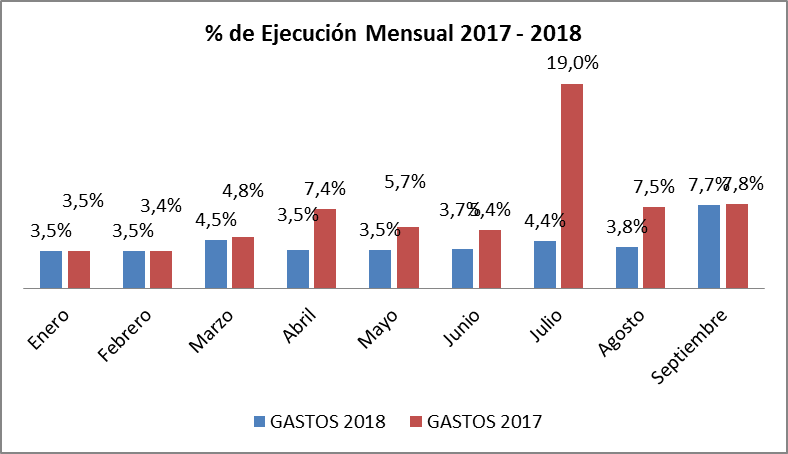 % de Ejecución Mensual 2017 - 2018
3,5%
3,5%
3,5%
3,4%
4,5%
4,8%
3,5%
7,4%
3,5%
5,7%
3,7%
5,4%
4,4%
19,0%
3,8%
7,5%
7,7%
7,8%
Enero
Febrero
Marzo
Abril
Mayo
Junio
Julio
Agosto
Septiembre
GASTOS 2018
GASTOS 2017